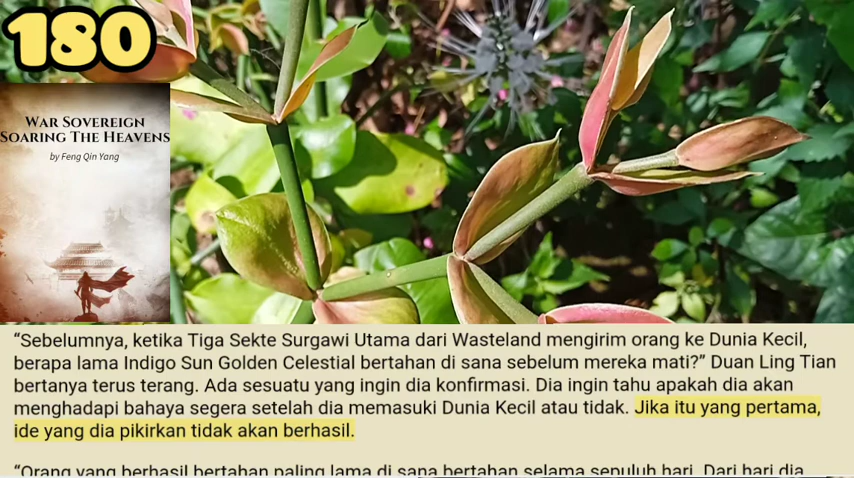 180
WAR SOVEREIGN
SOARING THE HEAVENS
by Feng Qin Yang
“Sebelumnya, ketika Tiga Sekte Surgawi Utama dari Wasteland mengirim orang ke Dunia Kecil,
berapa lama Indigo Sun Golden Celestial bertahan di sana sebelum mereka mati?” Duan Ling Tian
bertanya terus terang. Ada sesuatu yang ingin dia konfirmasi. Dia ingin tahu apakah dia akan
menghadapi bahaya segera setelah dia memasuki Dunia Kecil atau tidak. Jika itu yang pertama,
ide yang dia pikirkan tidak akan berhasil.
“Orang yang berhasil bertahan paling lama di sana bertahan selama sepuluh hari. Dari hari dia